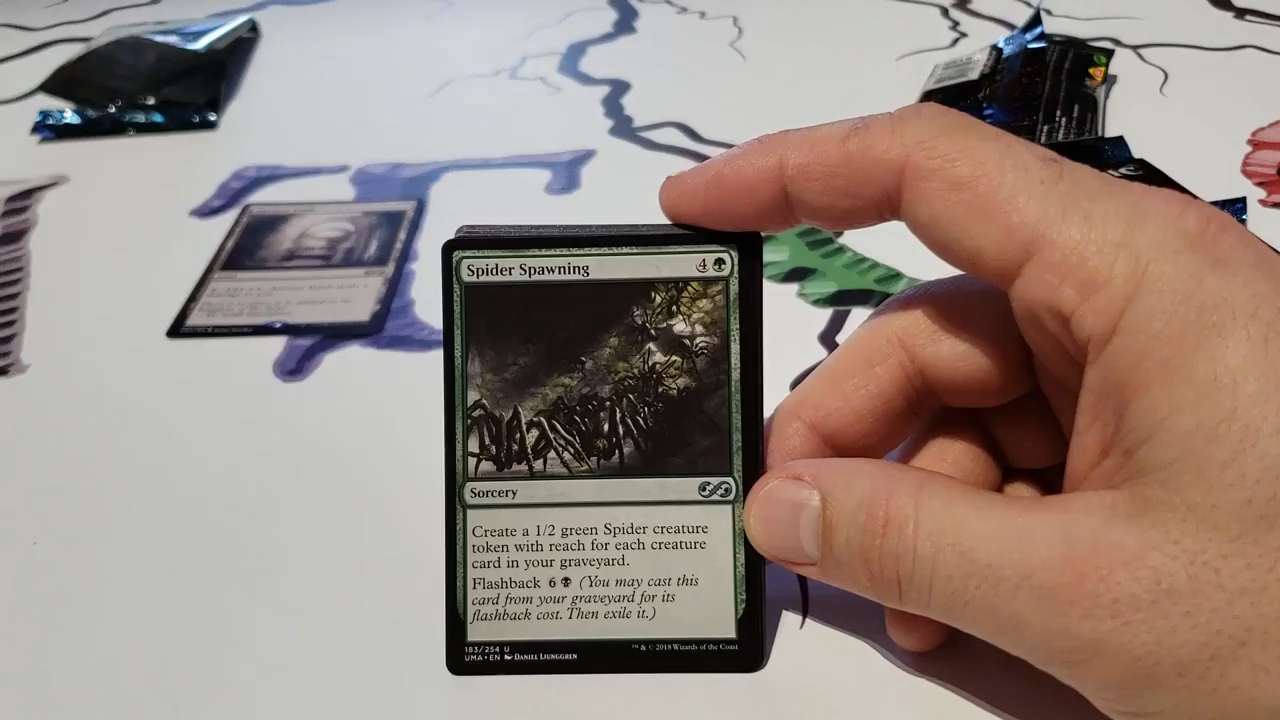 Spider Spawning 4
Sorcery
Create a 1/2 green Spider creature
token with reach for each creature
card in your graveyard.
Flashback 6 (You may cast this
card from your graveyard for its
flashback cost. Then exile it.)
183/254 U
™ & © 2018 Wizards of the Coast
UMA • EN DANIEL LJUNGGREN